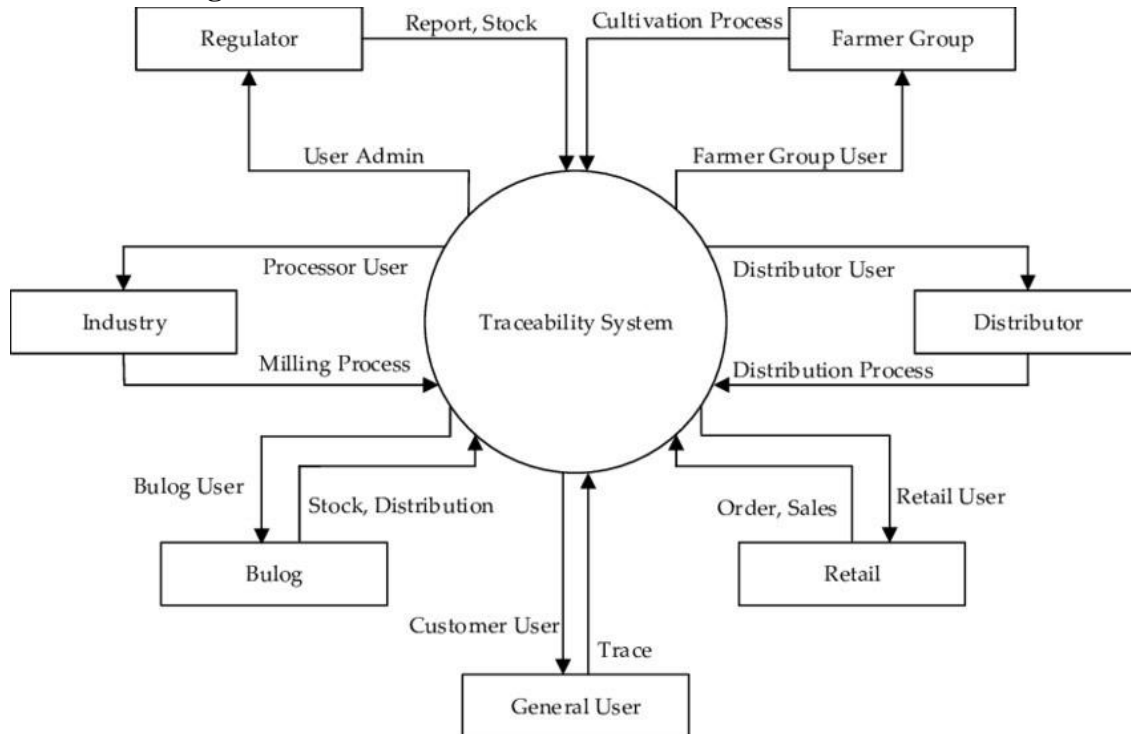 Regulator
Report, Stock
Cultivation Process
Farmer Group
User Admin
Farmer Group User
Processor User
Distributor User
Industry
Traceability System
Distributor
Milling Process
Distribution Process
Bulog User
Stock, Distribution
Order, Sales
Retail User
Bulog
Retail
Customer User
Trace
General User